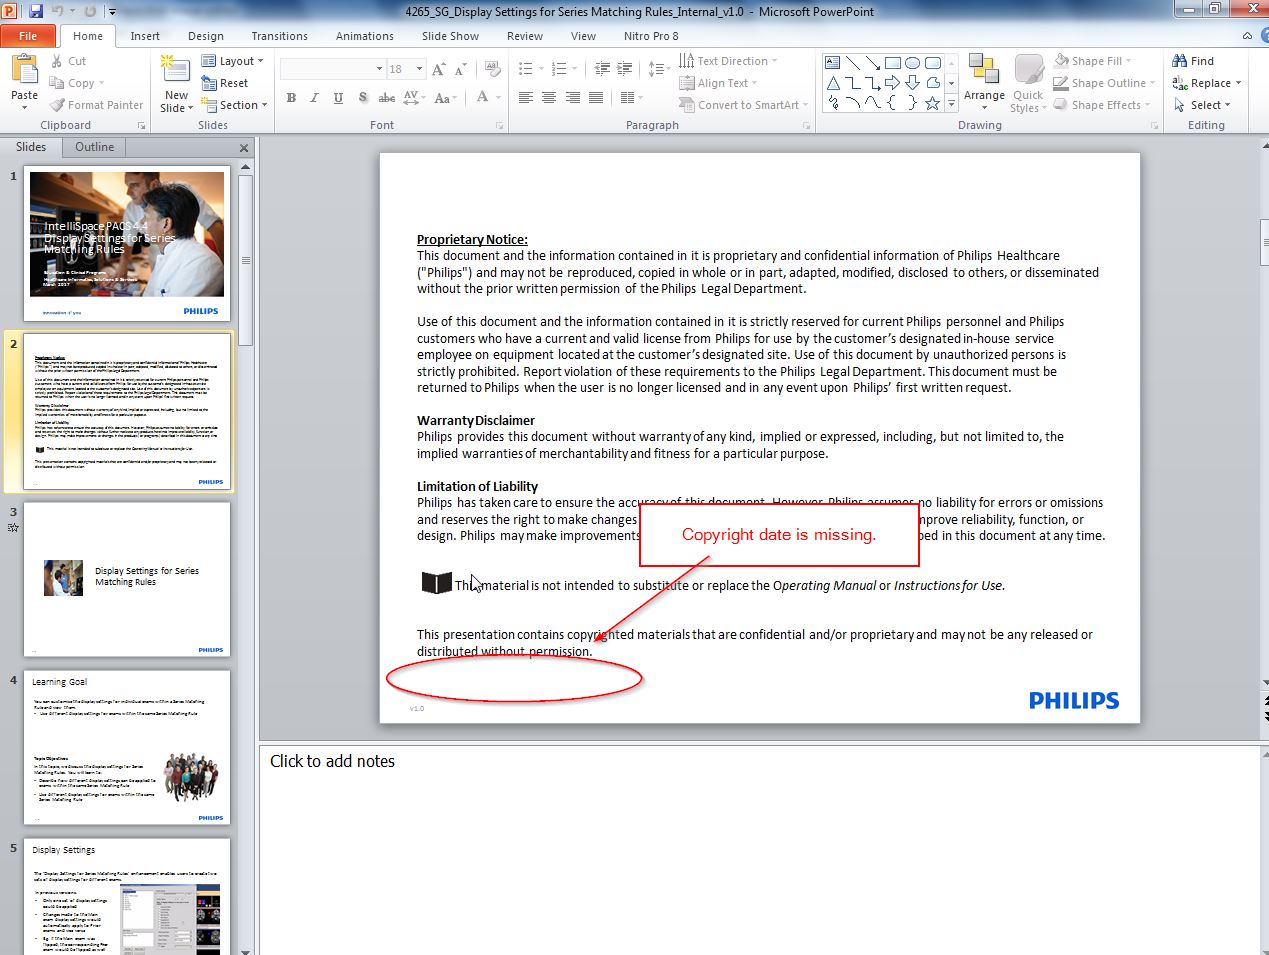 4265_SG_Display Settings for Series Matching Rules_Internal_v1.0 - Microsoft PowerPoint
File Home Insert Design Transitions Animations Slide Show Review View Nitro Pro 8
Paste
Cut
Copy
Format Painter
Clipboard
New Slide
Layout
Reset
Section
Slides
18
B I U S abc AV Aa A
Font
Text Direction
Align Text
Convert to SmartArt
Paragraph
Arrange
Quick Styles
Shape Fill
Shape Outline
Shape Effects
Drawing
Find
Replace
Select
Editing
Slides Outline
1
IntelliSpace PACS 4.4
Display Settings for Series
Matching Rules
March 2017
PHILIPS
2
PHILIPS
3
Display Settings for Series
Matching Rules
PHILIPS
4
Learning Goal
Topic Objectives
PHILIPS
5
Display Settings
Proprietary Notice:
This document and the information contained in it is proprietary and confidential information of Philips Healthcare
("Philips") and may not be reproduced, copied in whole or in part, adapted, modified, disclosed to others, or disseminated
without the prior written permission of the Philips Legal Department.
Use of this document and the information contained in it is strictly reserved for current Philips personnel and Philips
customers who have a current and valid license from Philips for use by the customer's designated in-house service
employee on equipment located at the customer's designated site. Use of this document by unauthorized persons is
strictly prohibited. Report violation of these requirements to the Philips Legal Department. This document must be
returned to Philips when the user is no longer licensed and in any event upon Philips' first written request.
Warranty Disclaimer
Philips provides this document without warranty of any kind, implied or expressed, including, but not limited to, the
implied warranties of merchantability and fitness for a particular purpose.
Limitation of Liability
Philips has taken care to ensure the accuracy of this document. However, Philips assumes no liability for errors or omissions
and reserves the right to make changes
design. Philips may make improvements in this document at any time.
reliability, function, or
Copyright date is missing.
This material is not intended to substitute or replace the Operating Manual or Instructions for Use.
This presentation contains copyrighted materials that are confidential and/or proprietary and may not be any released or
distributed without permission.
v1.0
PHILIPS
Click to add notes